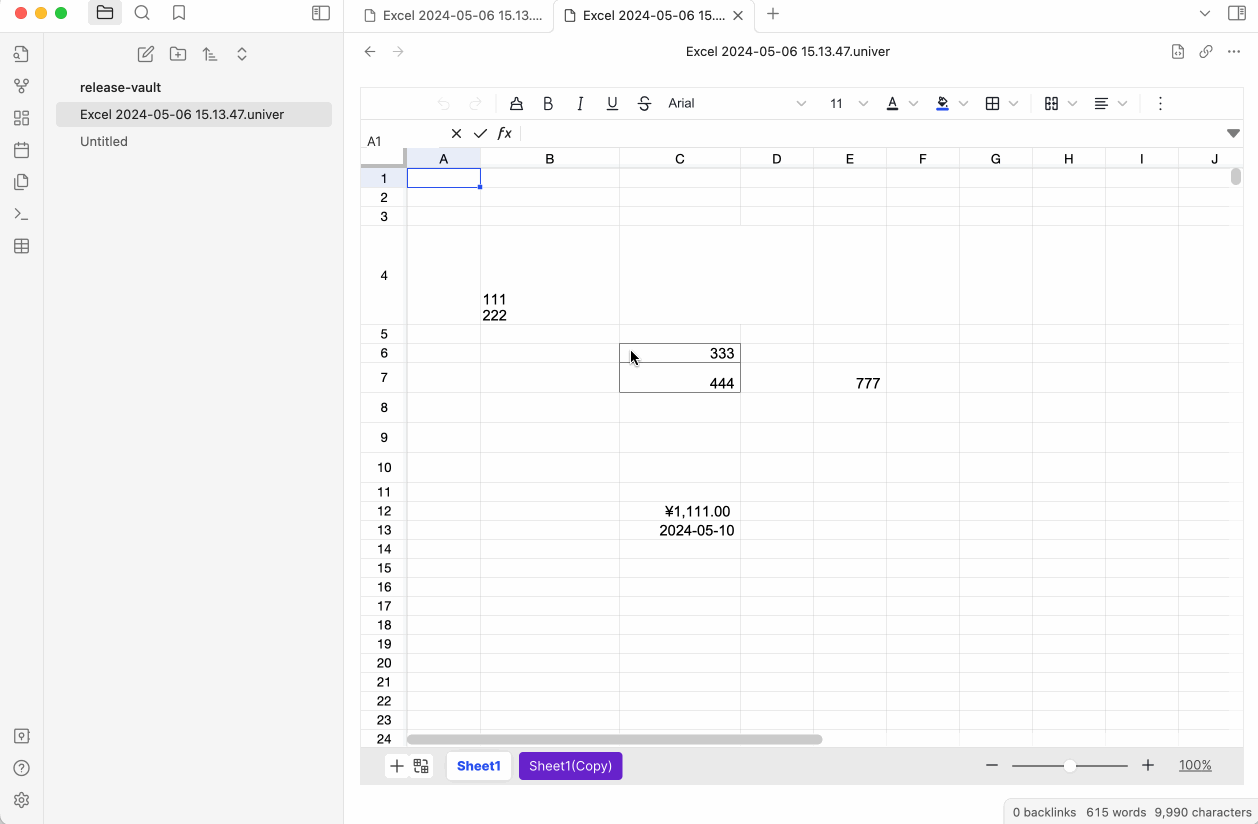 Excel 2024-05-06 15.13....
Excel 2024-05-06 15....
Excel 2024-05-06 15.13.47.univer
release-vault
Excel 2024-05-06 15.13.47.univer
Untitled
B I U S Arial 11 A
A1 fx
A B C D E F G H I J
1
2
3
4
111
222
5
6 333
7 444 777
8
9
10
11
12 ¥1,111.00
13 2024-05-10
14
15
16
17
18
19
20
21
22
23
24
Sheet1 Sheet1(Copy) 100%
0 backlinks 615 words 9,990 characters